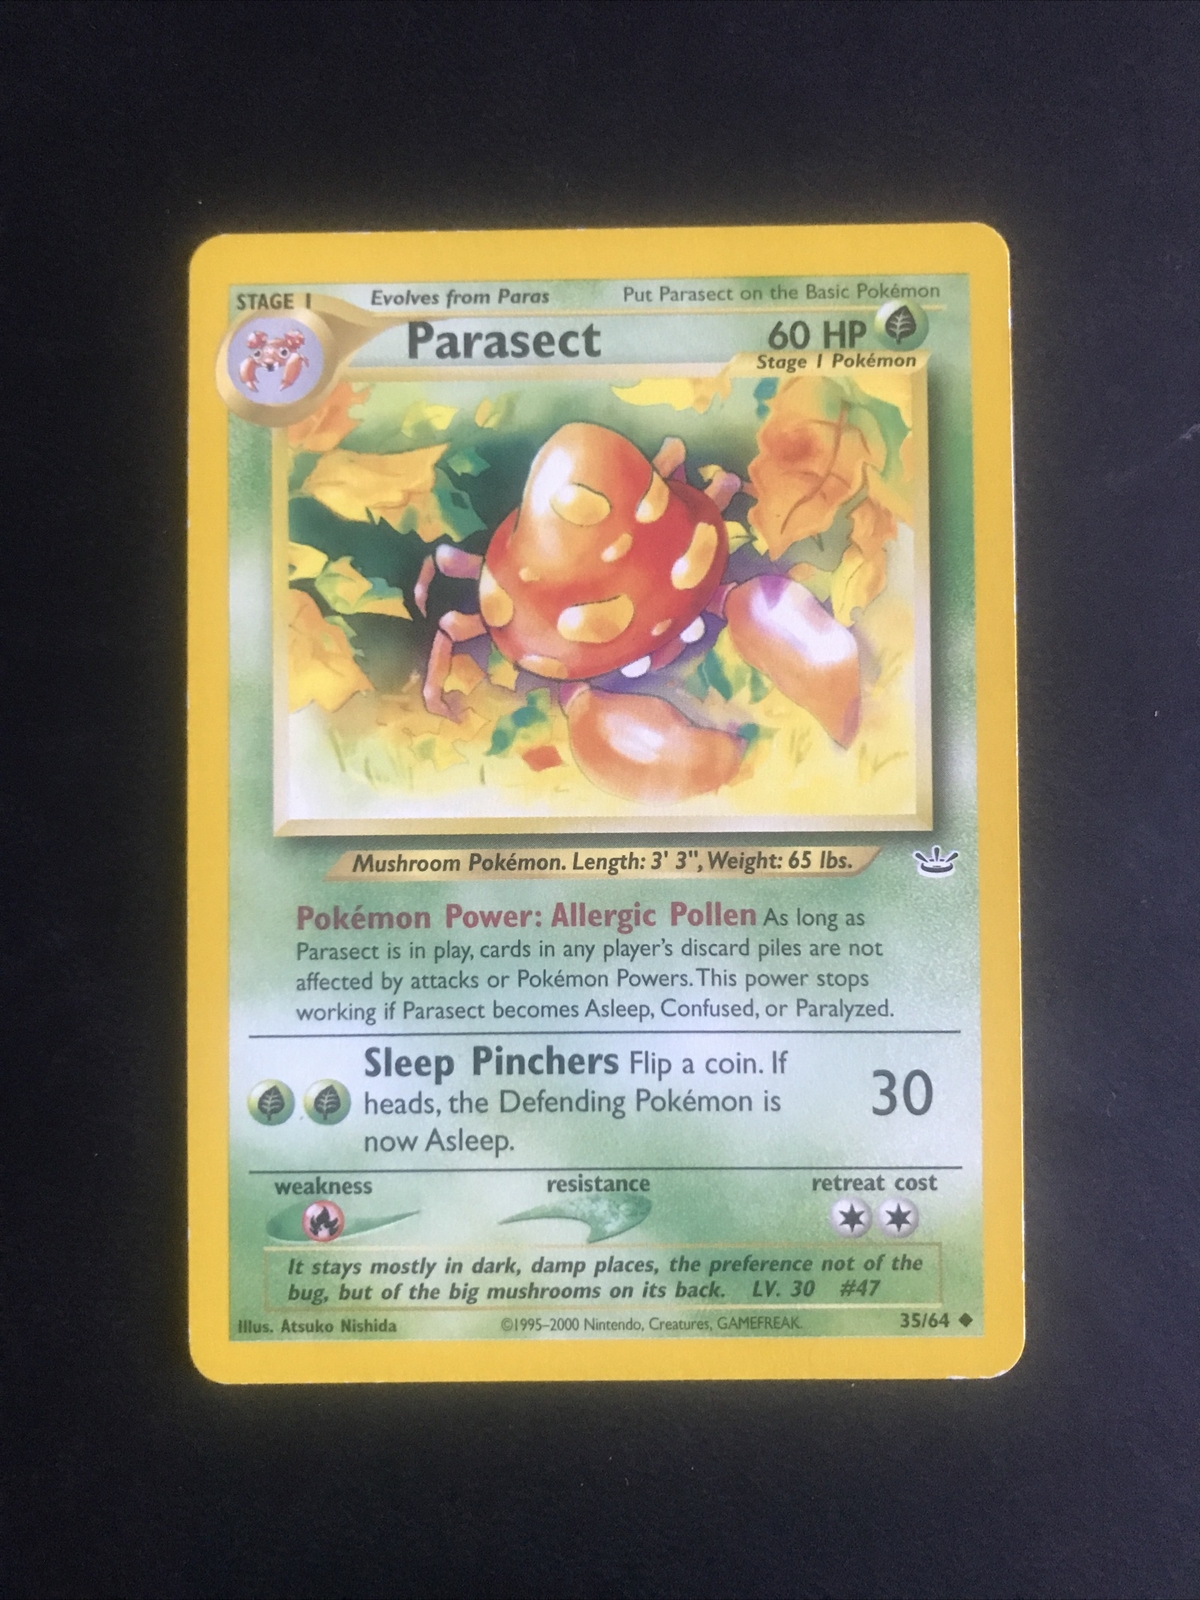 STAGE 1 Evolves from Paras Put Parasect on the Basic Pokémon
Parasect 60 HP
Stage 1 Pokémon
Mushroom Pokémon. Length: 3' 3", Weight: 65 lbs.
Pokémon Power: Allergic Pollen As long as
Parasect is in play, cards in any player's discard piles are not
affected by attacks or Pokémon Powers. This power stops
working if Parasect becomes Asleep, Confused, or Paralyzed.
Sleep Pinchers Flip a coin. If
heads, the Defending Pokémon is
now Asleep.
30
weakness resistance retreat cost
It stays mostly in dark, damp places, the preference not of the
bug, but of the big mushrooms on its back. LV. 30 #47
Illus. Atsuko Nishida ©1995–2000 Nintendo, Creatures, GAMEFREAK. 35/64